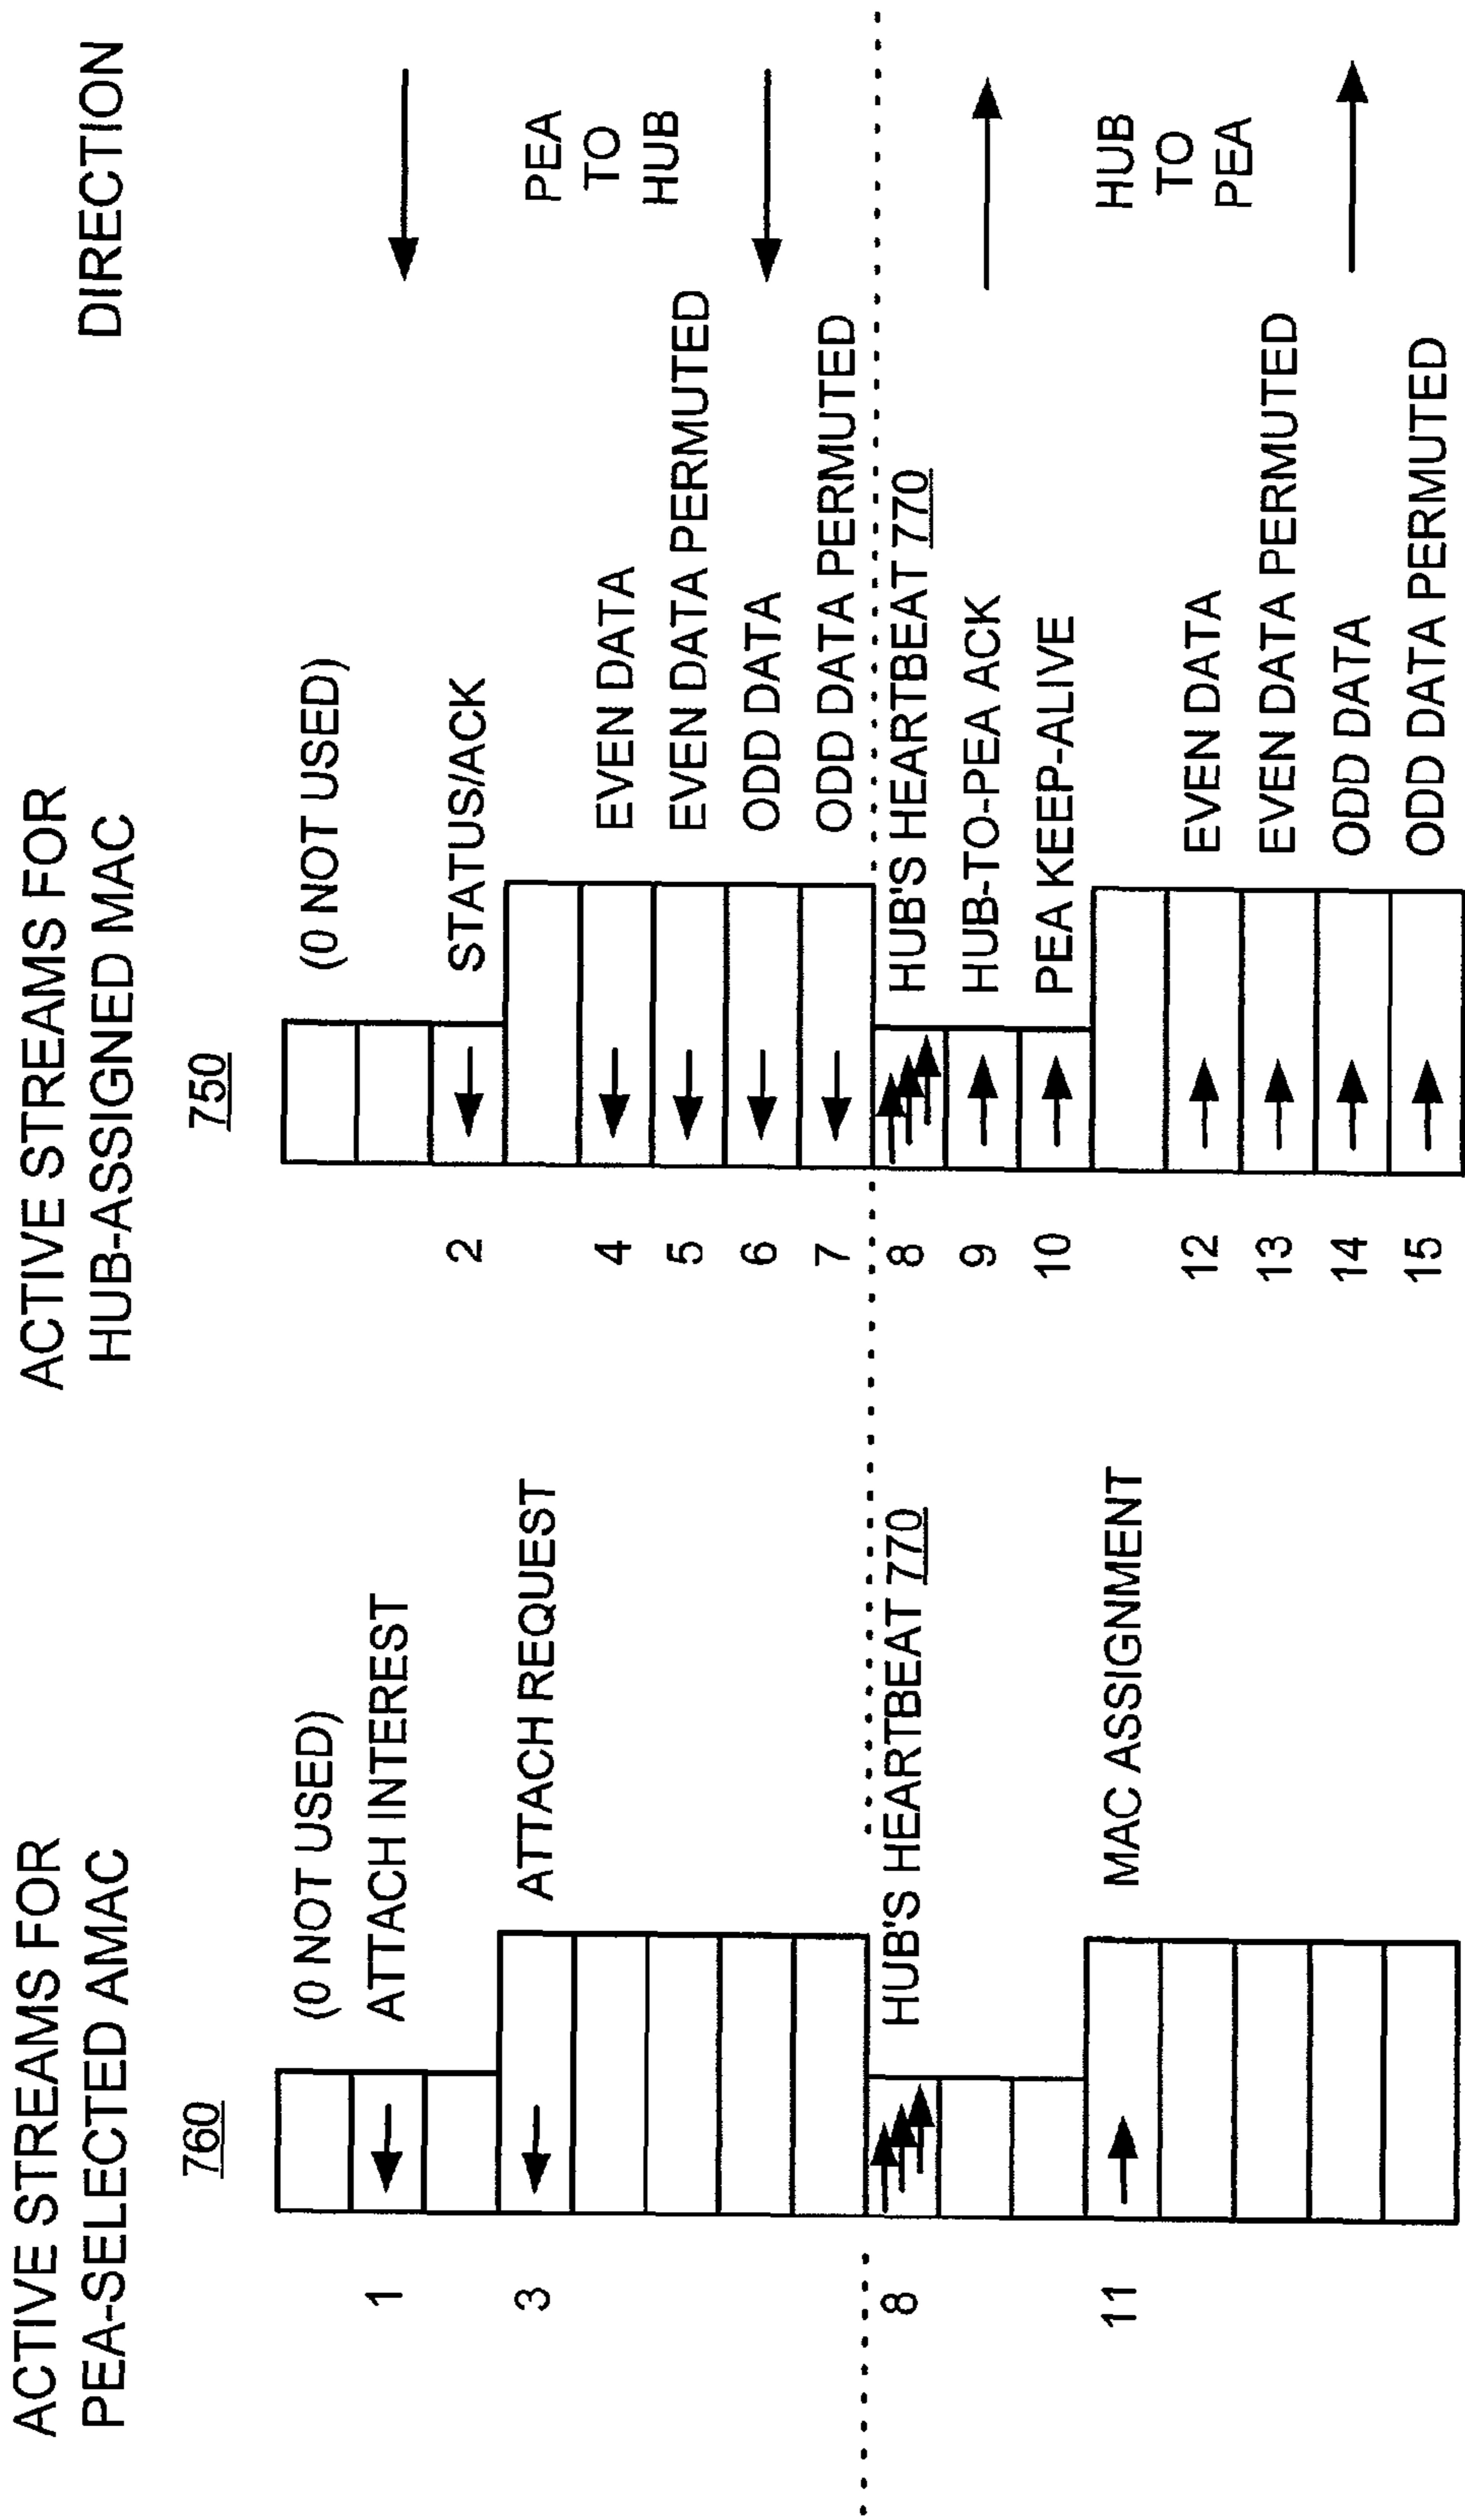 ACTIVE STREAMS FOR
PEA-SELECTED AMAC
760
(0 NOT USED)
1
ATTACH INTEREST
3
ATTACH REQUEST
8
HUB'S HEARTBEAT 770
11
MAC ASSIGNMENT
ACTIVE STREAMS FOR
HUB-ASSIGNED MAC
750
(0 NOT USED)
2
STATUS/ACK
4
EVEN DATA
5
EVEN DATA PERMUTED
6
ODD DATA
7
ODD DATA PERMUTED
8
HUB'S HEARTBEAT 770
9
HUB-TO-PEA ACK
10
PEA KEEP-ALIVE
12
EVEN DATA
13
EVEN DATA PERMUTED
14
ODD DATA
15
ODD DATA PERMUTED
DIRECTION
PEA
TO
HUB
HUB
TO
PEA